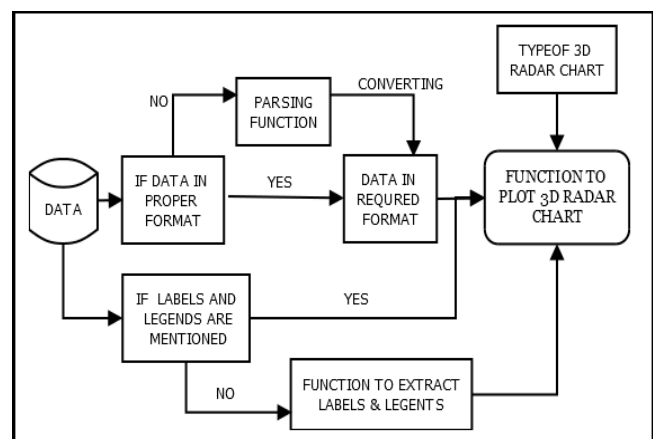 TYPEOF 3D
RADAR CHART
CONVERTING
NO
PARSING
FUNCTION
DATA
IF DATA IN
PROPER
FORMAT
YES
DATA IN
REQURED
FORMAT
FUNCTION TO
PLOT 3D RADAR
CHART
IF LABELS AND
LEGENDS ARE
MENTIONED
YES
NO
FUNCTION TO EXTRACT
LABELS & LEGENTS